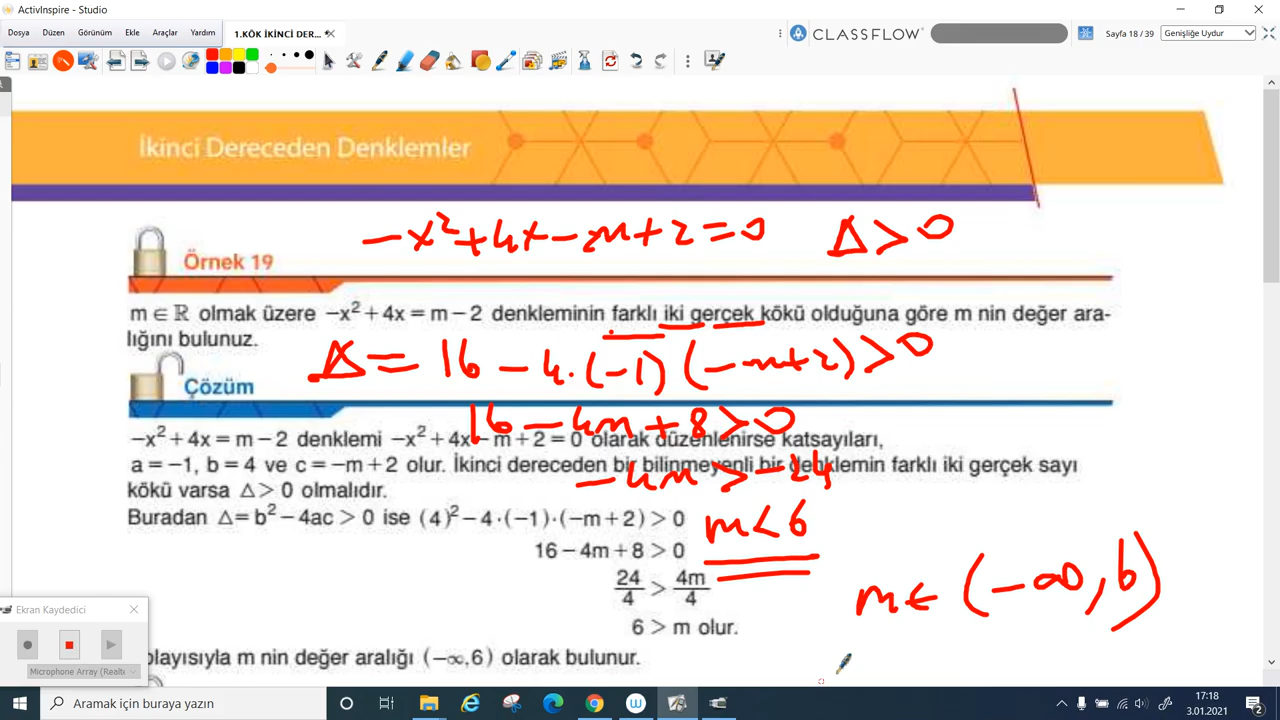 ActivInspire - Studio
Dosya Düzen Görünüm Ekle Araçlar Yardım 1.KÖK İKİNCİ DER... CLASSFLOW Sayfa 18 / 39 Genişliğe Uydur
İkinci Dereceden Denklemler
-x²+4x-m+2=0 Δ>0
Örnek 19
m ∈ ℝ olmak üzere -x² + 4x = m - 2 denkleminin farklı iki gerçek kökü olduğuna göre m nin değer ara-
lığını bulunuz.
Δ = 16 - 4.(-1)(-m+2)>0
Çözüm
16-4m+8>0
-x² + 4x = m - 2 denklemi -x² + 4x - m + 2 = 0 olarak düzenlenirse katsayıları,
a = -1, b = 4 ve c = -m + 2 olur. İkinci dereceden bir bilinmeyenli bir denklemin farklı iki gerçek sayı
-4m>-24
kökü varsa Δ > 0 olmalıdır.
Buradan Δ= b² - 4ac > 0 ise (4)² - 4·(-1)·(-m + 2) > 0
m<6
16 - 4m + 8 > 0
24/4 > 4m/4
m∈(-∞,6)
6 > m olur.
olayısıyla m nin değer aralığı (-∞,6) olarak bulunur.
Ekran Kaydedici
Microphone Array (Realt
Aramak için buraya yazın
17:18
3.01.2021
2